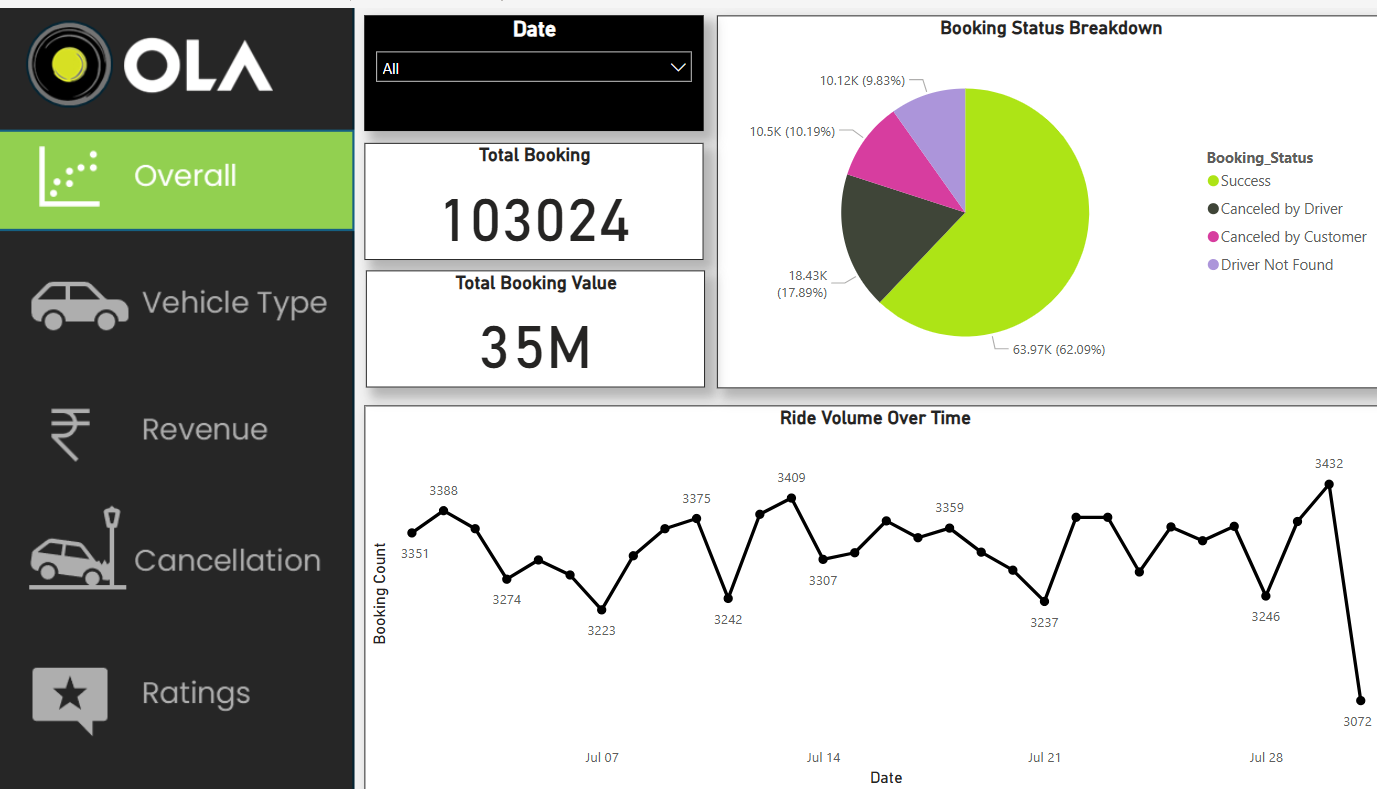 OLA
Overall
Vehicle Type
₹
Revenue
Cancellation
Ratings
Date
All
Total Booking
103024
Total Booking Value
35M
Booking Status Breakdown
10.12K (9.83%)
10.5K (10.19%)
18.43K
(17.89%)
63.97K (62.09%)
Booking_Status
Success
Canceled by Driver
Canceled by Customer
Driver Not Found
Ride Volume Over Time
Booking Count
3351
3388
3274
3223
3375
3242
3409
3307
3359
3237
3246
3432
3072
Jul 07
Jul 14
Jul 21
Jul 28
Date